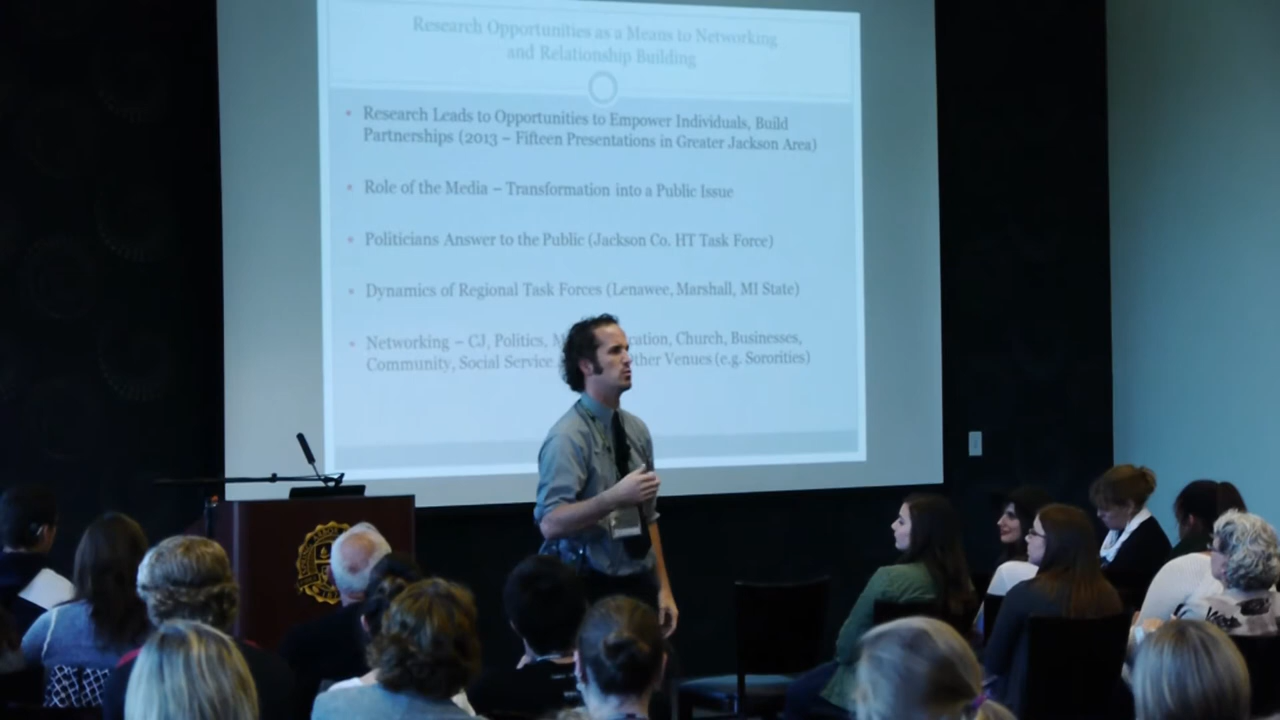 Research Opportunities as a Means to Networking
and Relationship Building
• Research Leads to Opportunities to Empower Individuals, Build
Partnerships (2013 – Fifteen Presentations in Greater Jackson Area)
• Role of the Media – Transformation into a Public Issue
• Politicians Answer to the Public (Jackson Co. HT Task Force)
• Dynamics of Regional Task Forces (Lenawee, Marshall, MI State)
• Networking – CJ, Politics, Church, Businesses,
Community, Social Service Venues (e.g. Sororities)